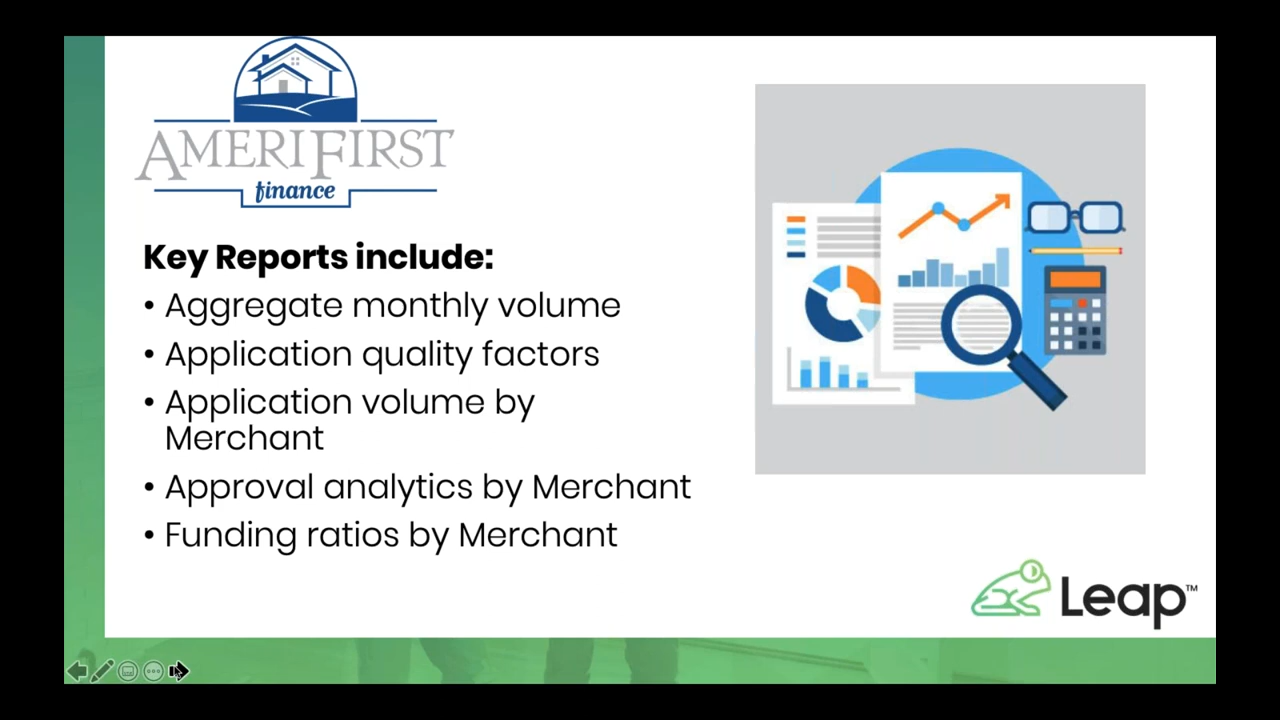 AMERIFIRST
finance
Key Reports include:
• Aggregate monthly volume
• Application quality factors
• Application volume by
Merchant
• Approval analytics by Merchant
• Funding ratios by Merchant
Leap™